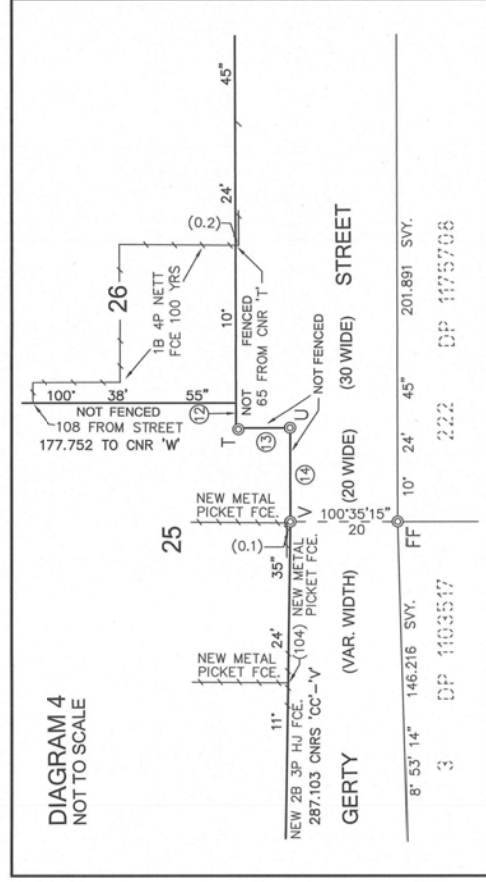 DIAGRAM 4
NOT TO SCALE
25
26
100° 38' 55"
NOT FENCED
108 FROM STREET
177.752 TO CNR 'W'
1B 4P NETT
FCE 100 YRS
(0.2)
10° 24' 45"
NOT FENCED
65 FROM CNR 'T'
12
T
13
U
NOT FENCED
14
V
NEW METAL
PICKET FCE.
(0.1)
NEW METAL
PICKET FCE.
(104)
NEW METAL
PICKET FCE.
11° 24' 35"
NEW 2B 3P HJ FCE.
287.103 CNRS 'CC'-'V'
100°35'15"
20
GERTY STREET
(VAR. WIDTH) (20 WIDE) (30 WIDE)
FF
8° 53' 14" 146.216 SVY.
10° 24' 45" 201.891 SVY.
3 DP 1103517
222 DP 1175708